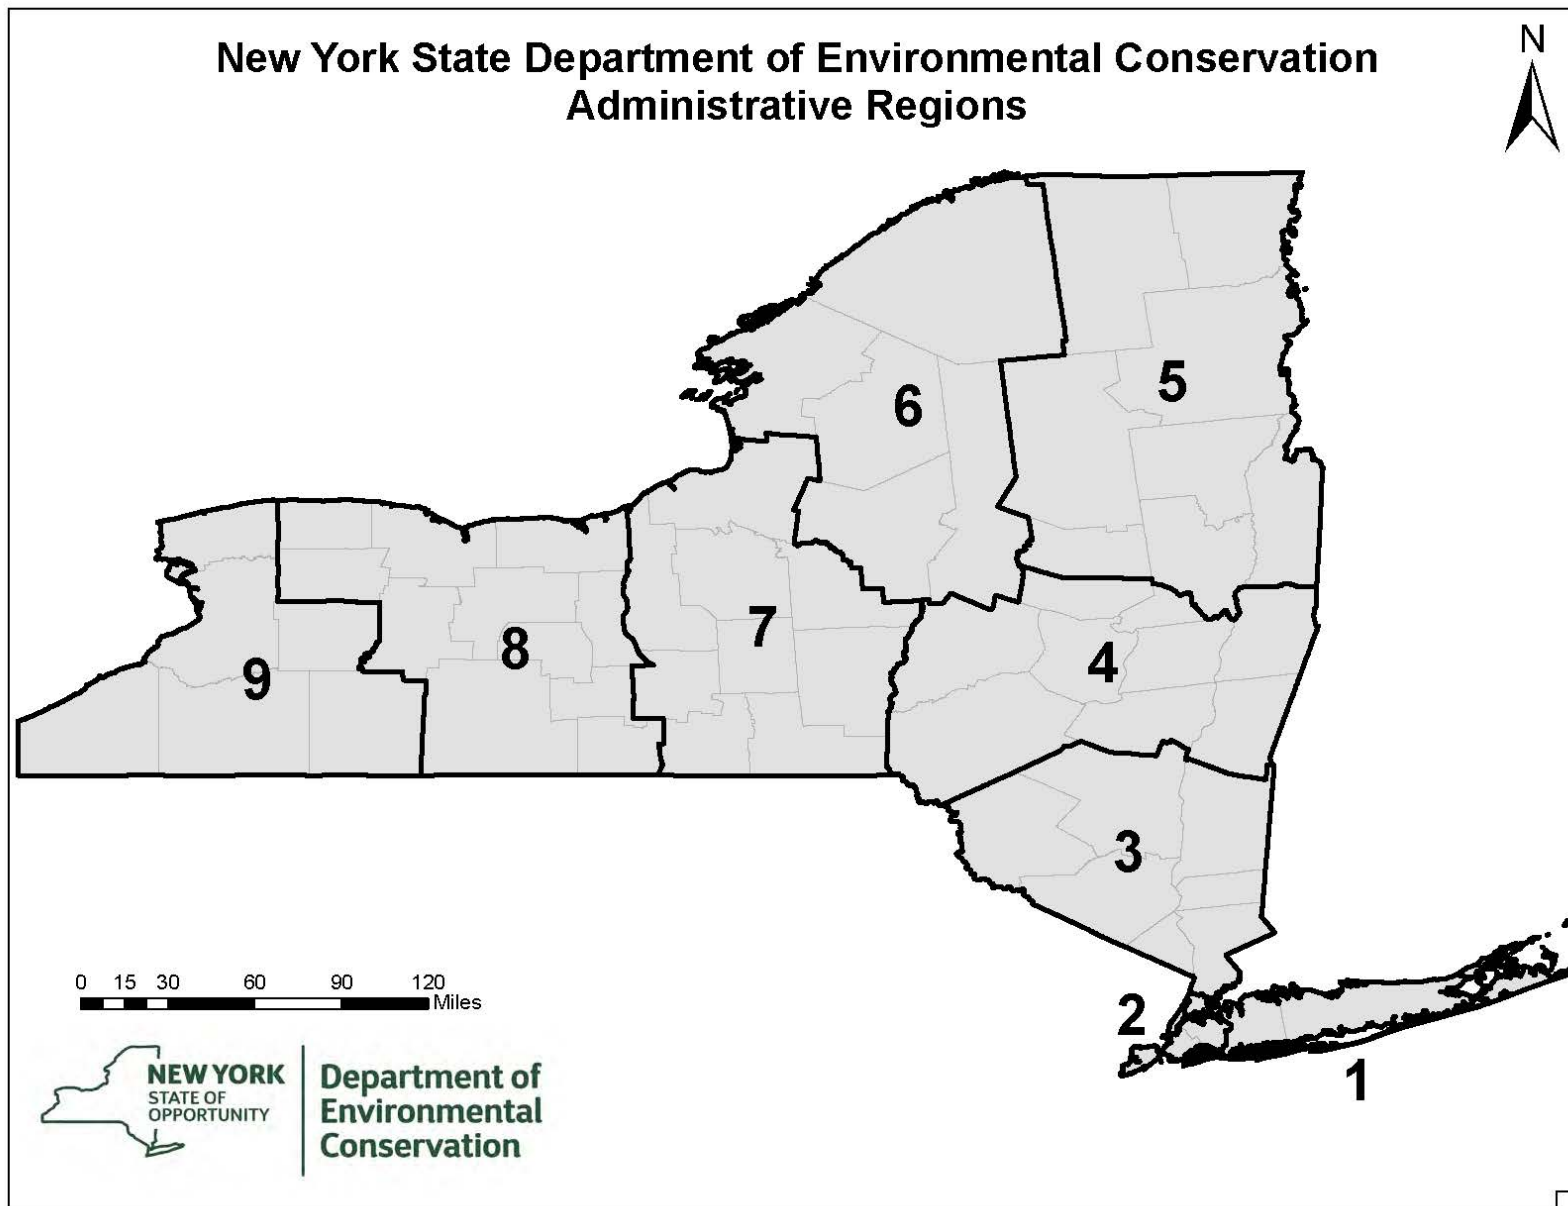 New York State Department of Environmental Conservation
Administrative Regions
N
5
6
7
4
8
9
3
2
1
0 15 30 60 90 120
Miles
NEW YORK
STATE OF
OPPORTUNITY
Department of
Environmental
Conservation